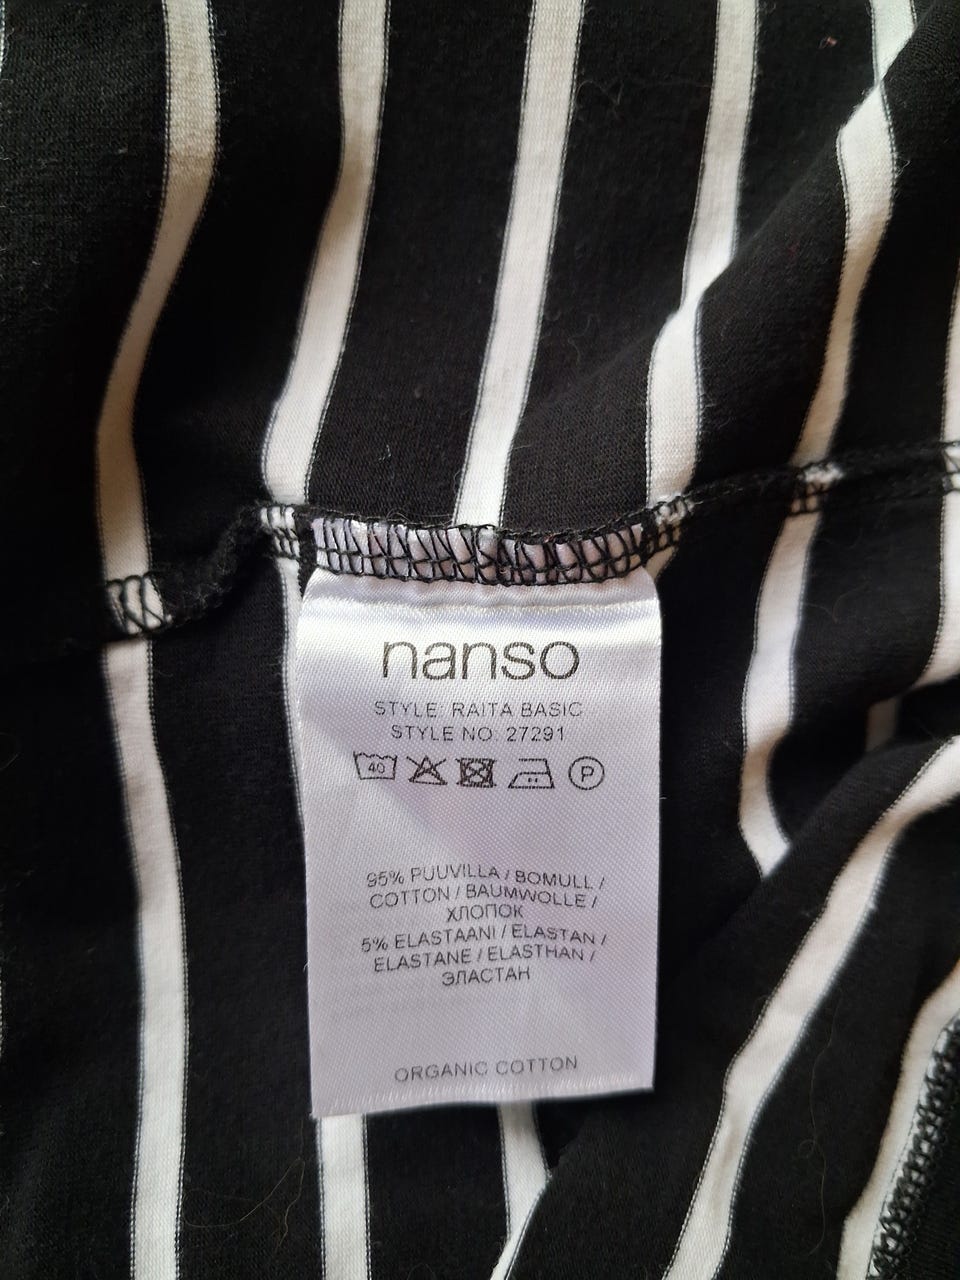 nanso
STYLE: RAITA BASIC
STYLE NO: 27291
40 P
95% PUUVILLA / BOMULL /
COTTON / BAUMWOLLE /
ХЛОПОК
5% ELASTAANI / ELASTAN /
ELASTANE / ELASTHAN /
ЭЛАСТАН
ORGANIC COTTON